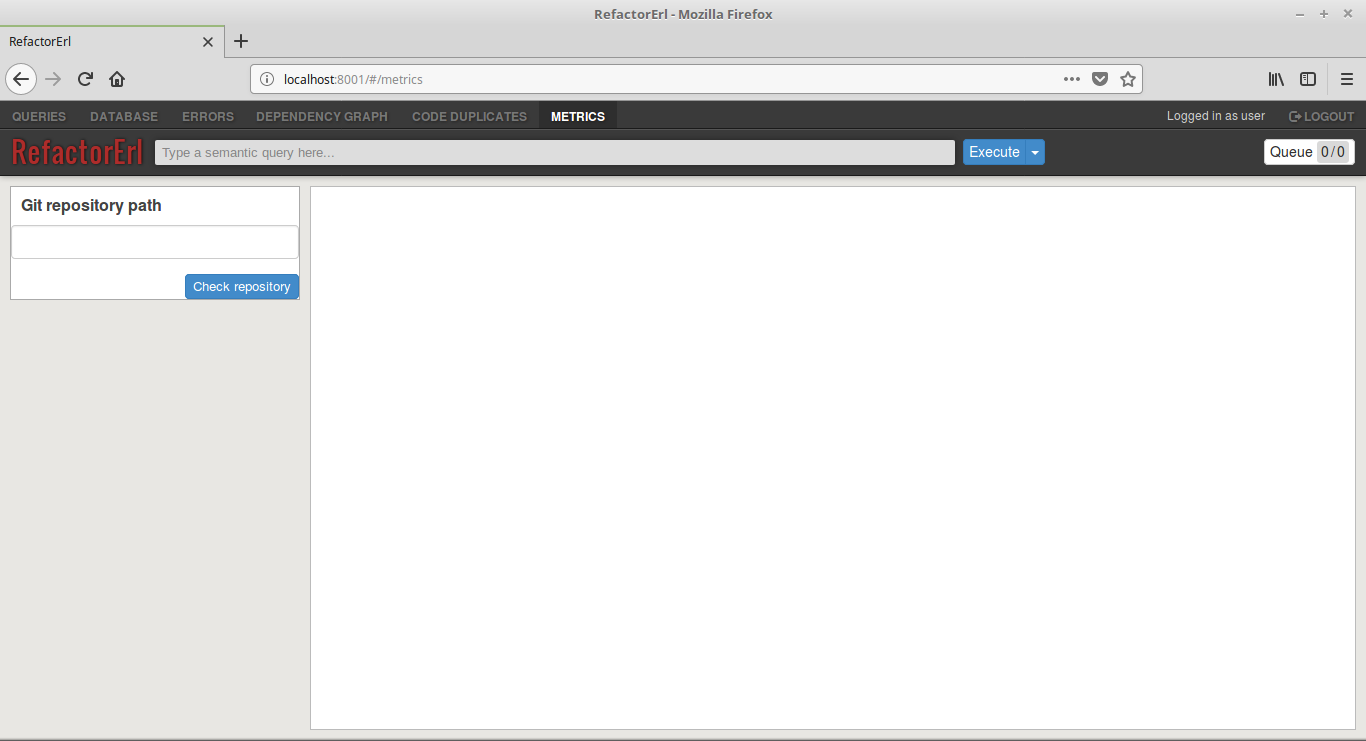 RefactorErl - Mozilla Firefox
RefactorErl
localhost:8001/#/metrics
QUERIES DATABASE ERRORS DEPENDENCY GRAPH CODE DUPLICATES METRICS Logged in as user LOGOUT
RefactorErl Type a semantic query here... Execute Queue 0/0
Git repository path
Check repository